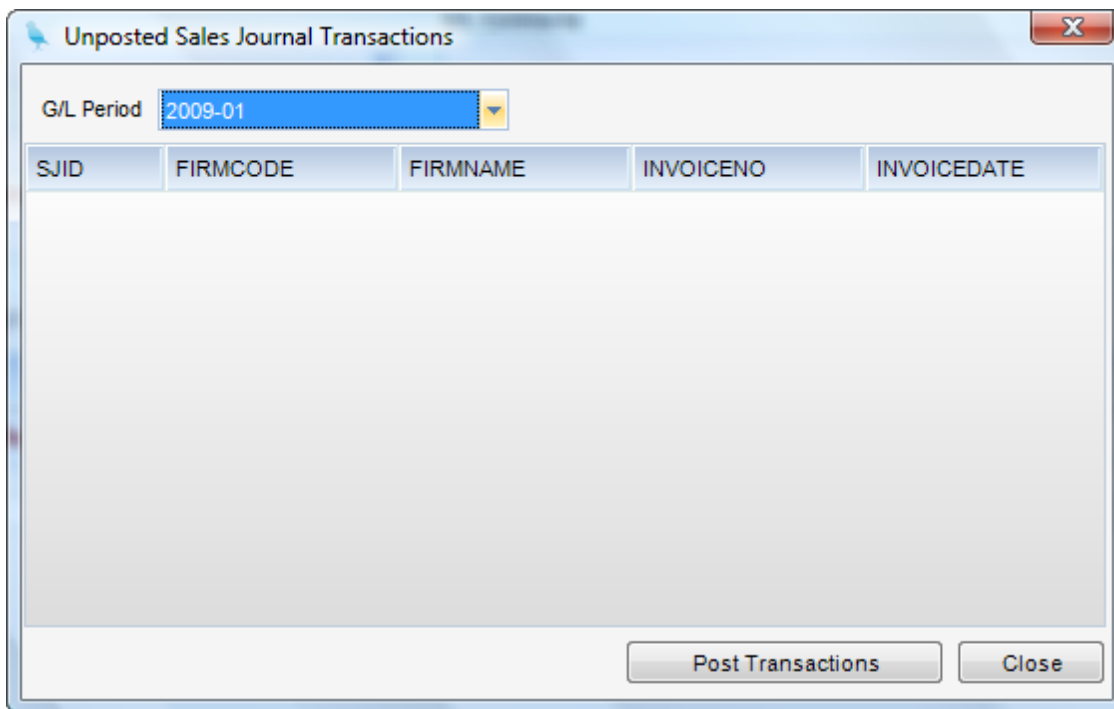 Unposted Sales Journal Transactions
G/L Period 2009-01
SJID FIRMCODE FIRMNAME INVOICENO INVOICEDATE
Post Transactions Close